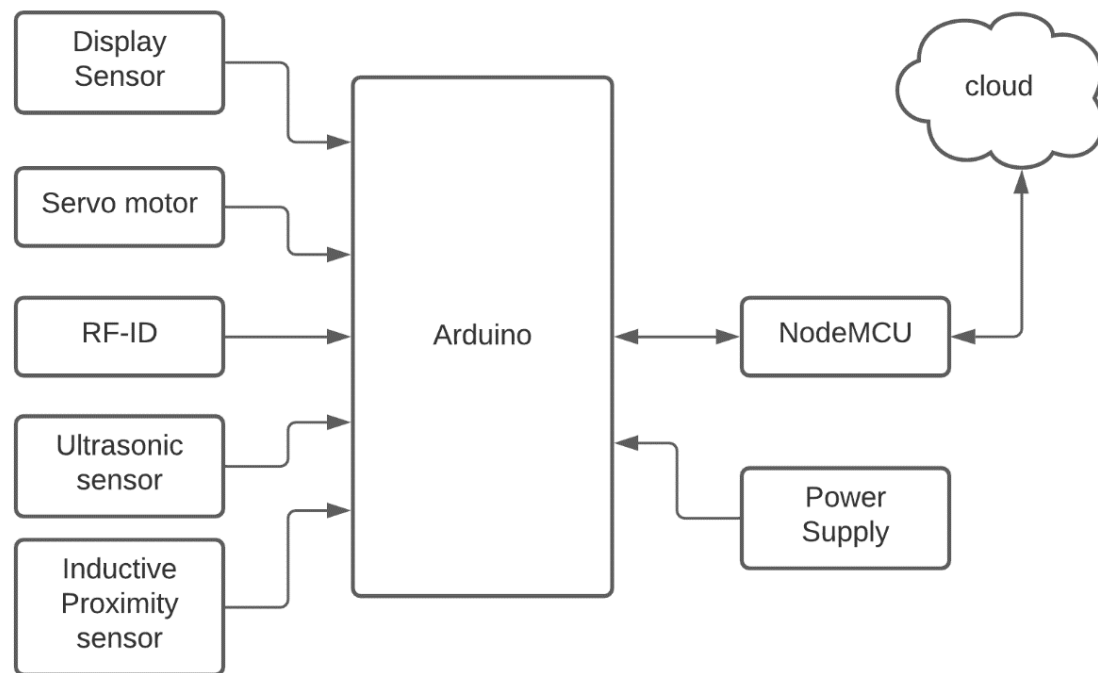 Display
Sensor
Servo motor
RF-ID
Ultrasonic
sensor
Inductive
Proximity
sensor
Arduino
cloud
NodeMCU
Power
Supply